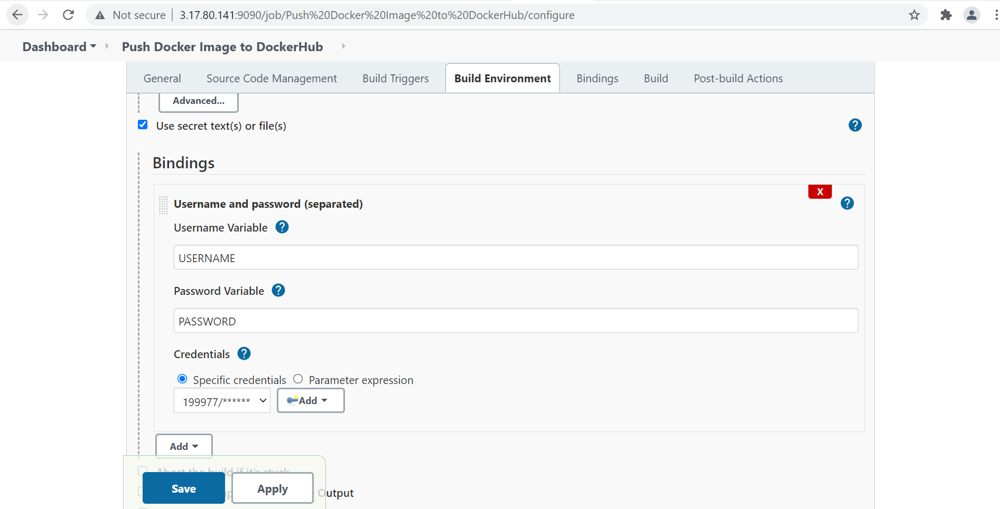 Not secure | 3.17.80.141:9090/job/Push%20Docker%20Image%20to%20DockerHub/configure
Dashboard Push Docker Image to DockerHub
General Source Code Management Build Triggers Build Environment Bindings Build Post-build Actions
Advanced...
Use secret text(s) or file(s)
?
Bindings
X
Username and password (separated) ?
Username Variable ?
USERNAME
Password Variable ?
PASSWORD
Credentials ?
Specific credentials Parameter expression
199977/****** Add
Add
Abort the build if it's stuck
Save Apply Output